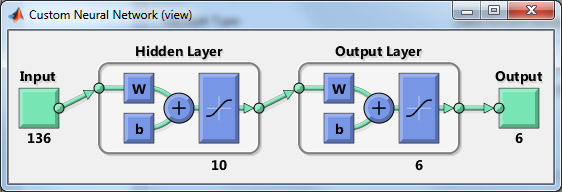 Custom Neural Network (view)
Hidden Layer
Output Layer
Input
Output
W
W
b
b
136
10
6
6